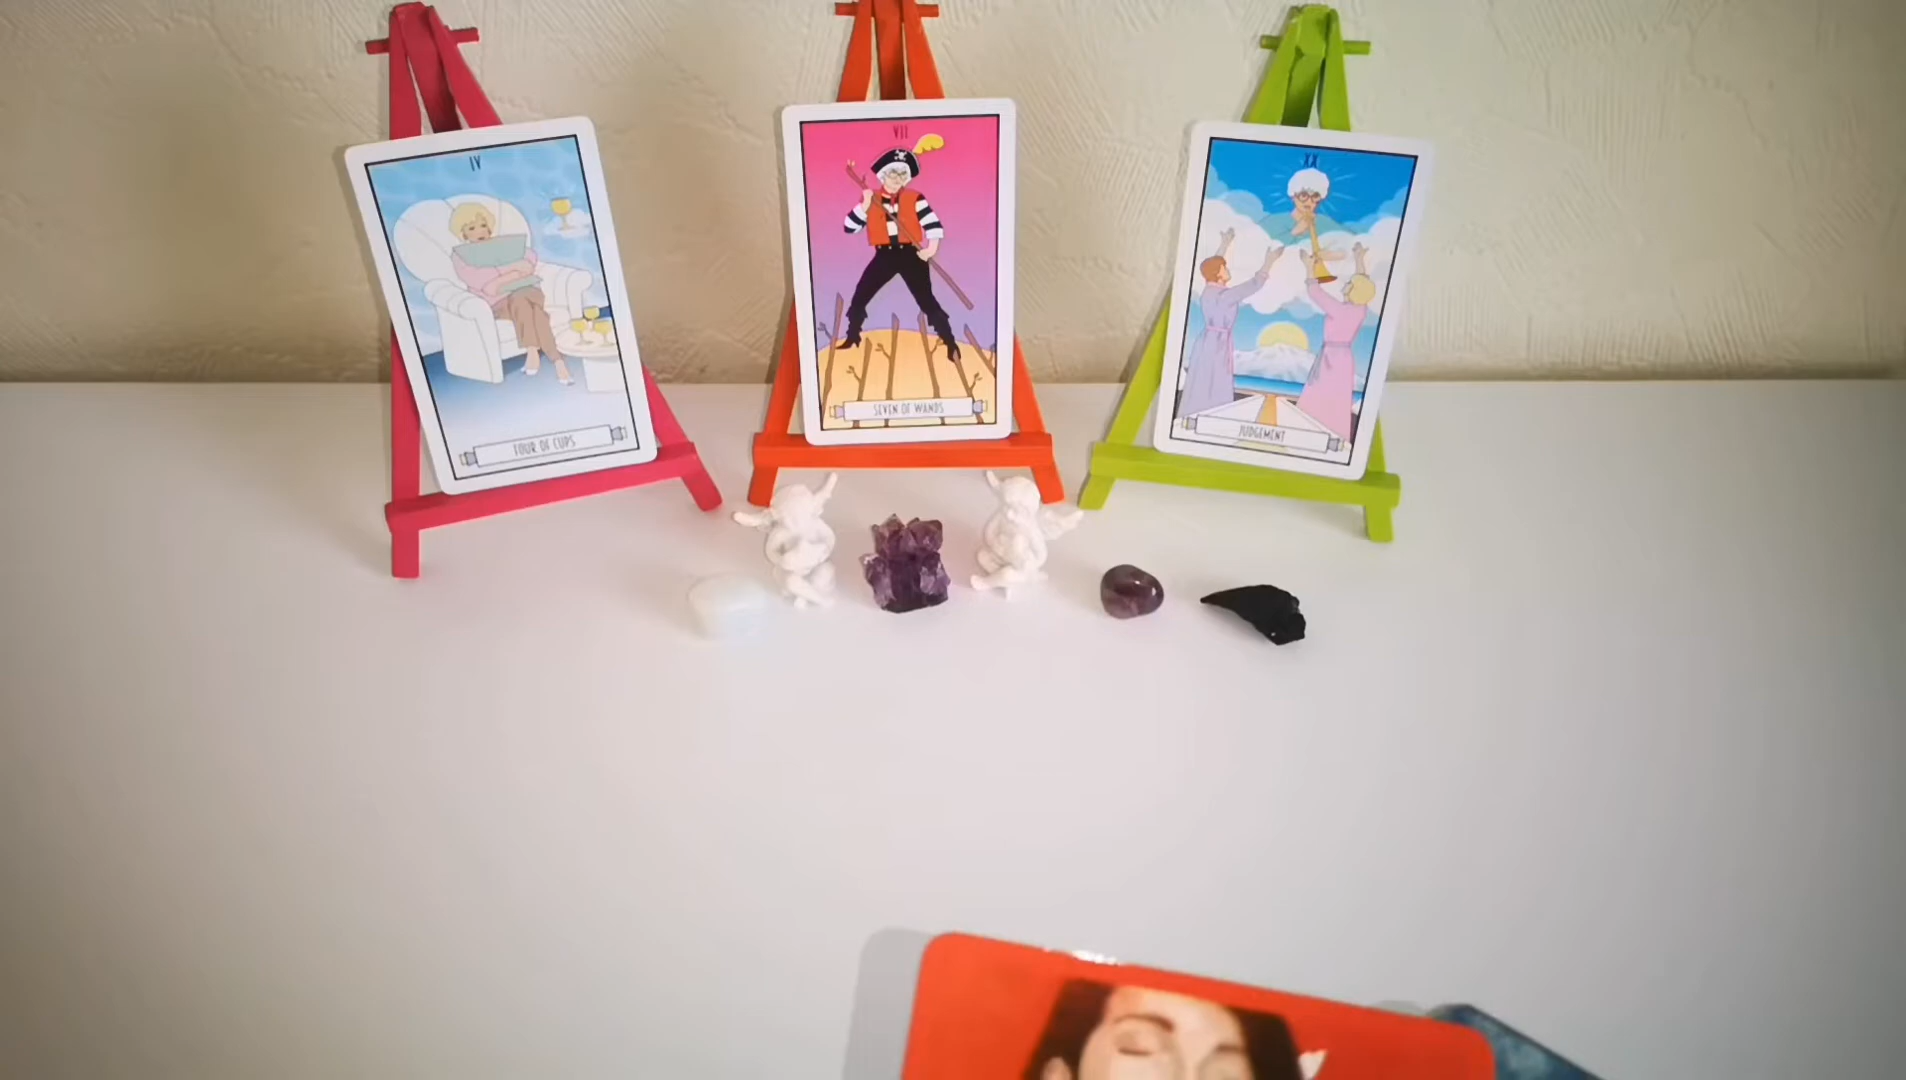 IV
FOUR OF CUPS
VII
SEVEN OF WANDS
XX
JUDGEMENT